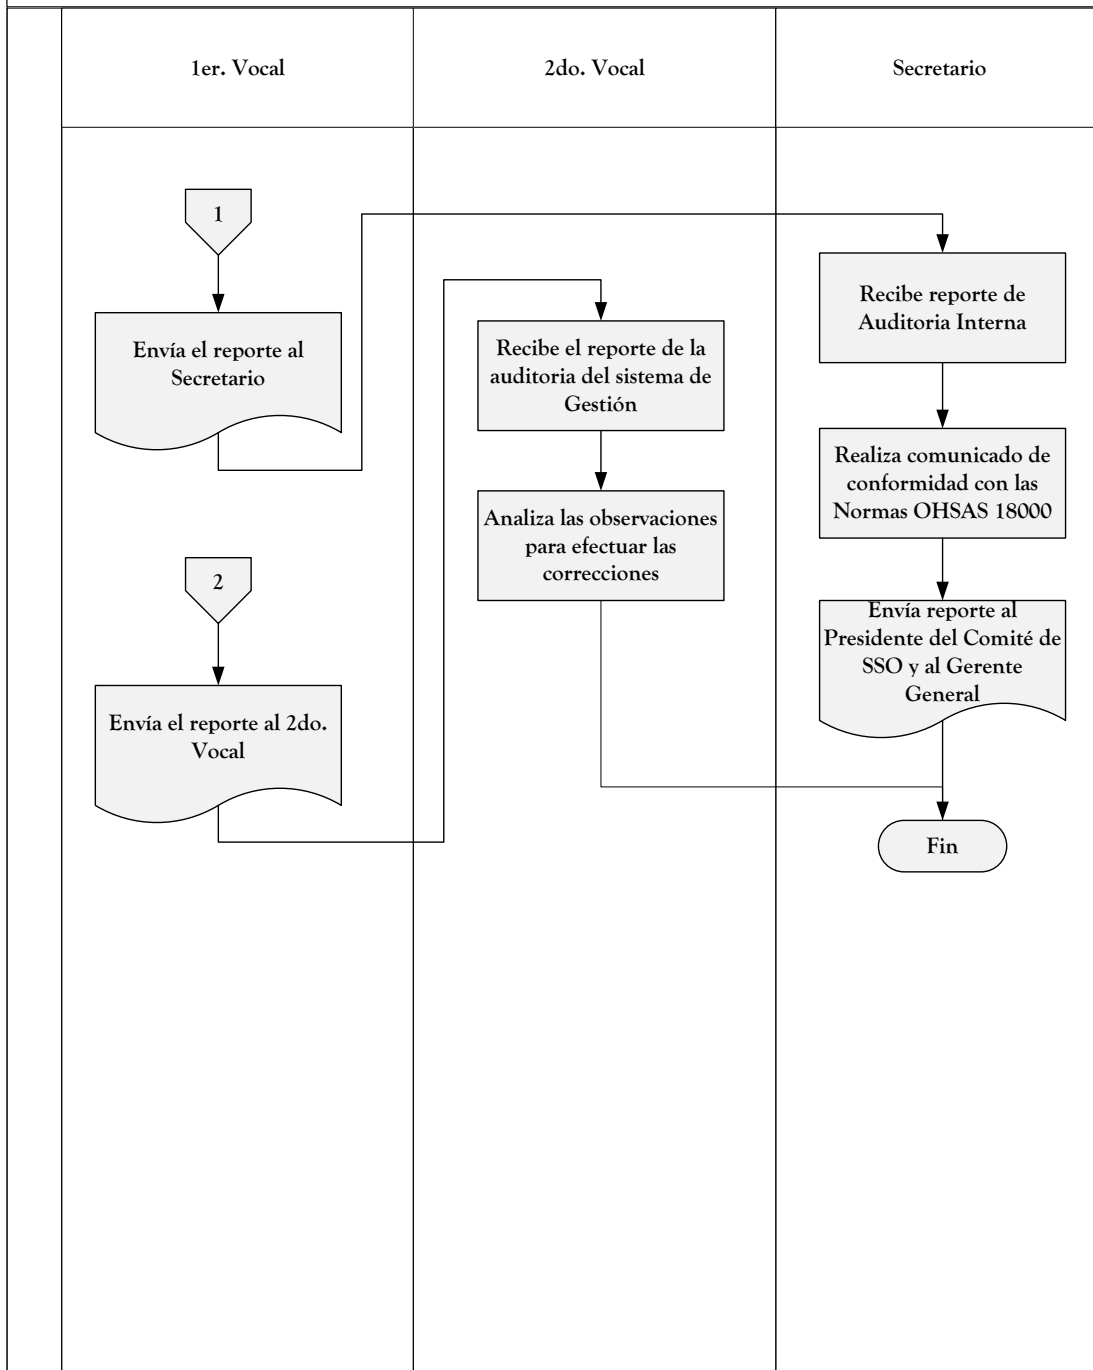 1er. Vocal
2do. Vocal
Secretario
1
Envía el reporte al
Secretario
2
Envía el reporte al 2do.
Vocal
Recibe el reporte de la
auditoria del sistema de
Gestión
Analiza las observaciones
para efectuar las
correcciones
Recibe reporte de
Auditoria Interna
Realiza comunicado de
conformidad con las
Normas OHSAS 18000
Envía reporte al
Presidente del Comité de
SSO y al Gerente
General
Fin